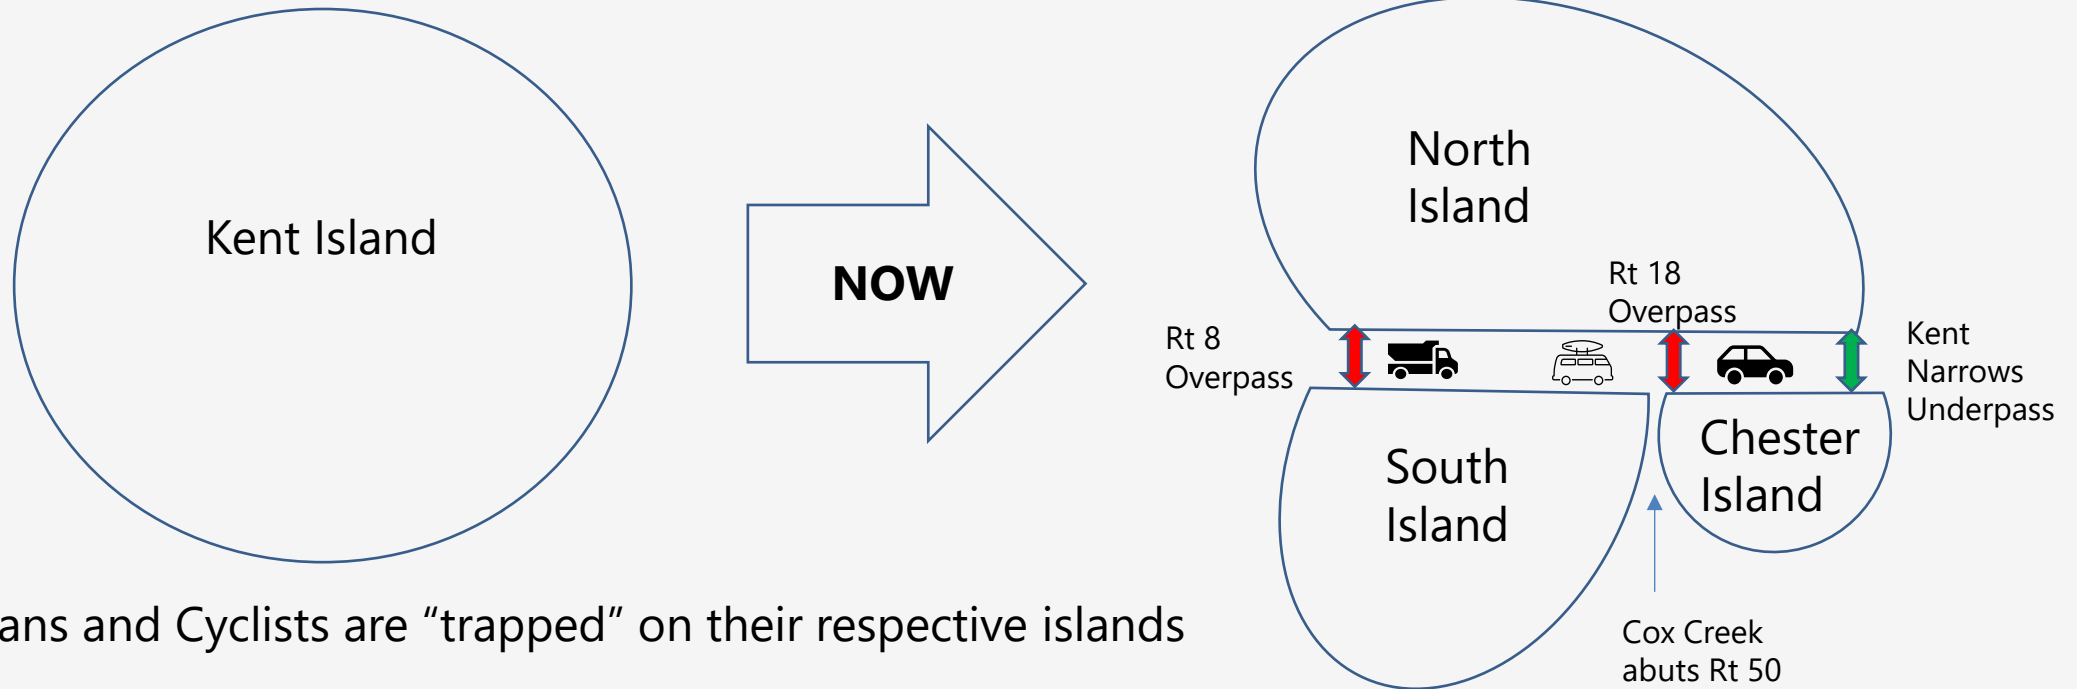 Kent Island
NOW
North
Island
Rt 18
Overpass
Rt 8
Overpass
Kent
Narrows
Underpass
South
Island
Chester
Island
Cox Creek
abuts Rt 50
ans and Cyclists are “trapped” on their respective islands